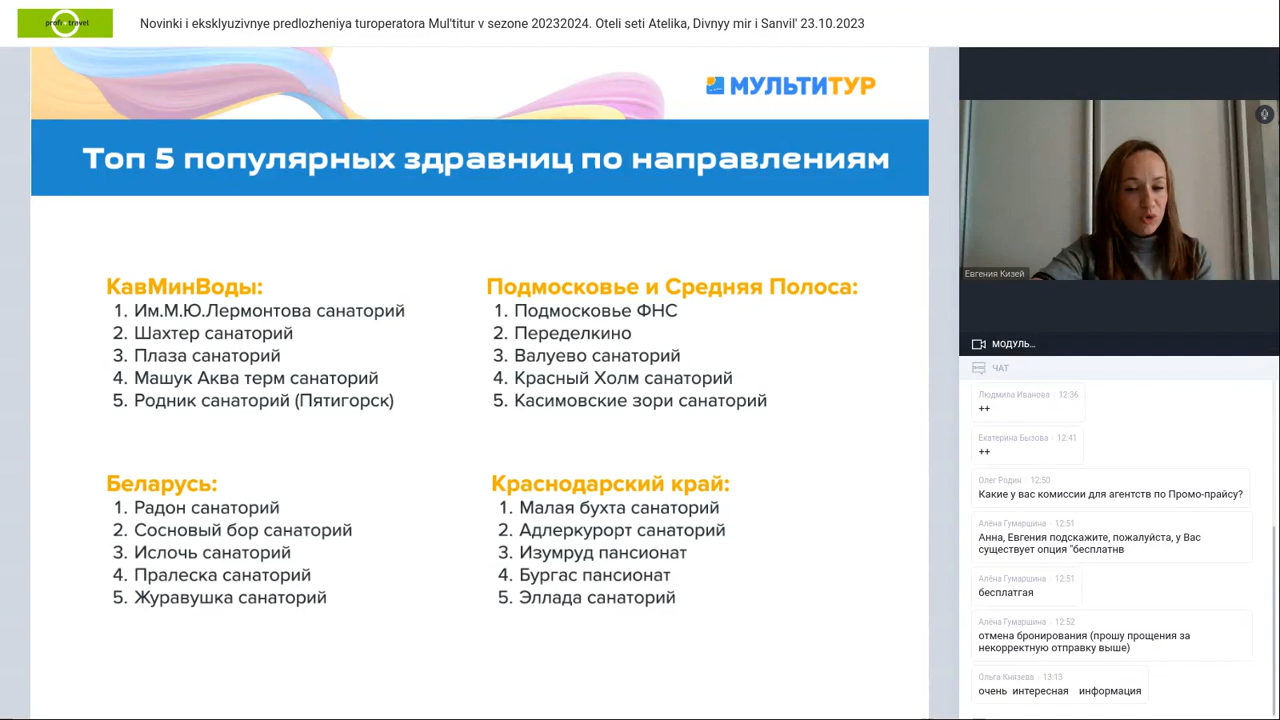 profi travel
Novinki i eksklyuzivnye predlozheniya turoperatora Mul'titur v sezone 20232024. Oteli seti Atelika, Divnyy mir i Sanvil' 23.10.2023
МУЛЬТИТУР
Топ 5 популярных здравниц по направлениям
КавМинВоды:
1. Им.М.Ю.Лермонтова санаторий
2. Шахтер санаторий
3. Плаза санаторий
4. Машук Аква терм санаторий
5. Родник санаторий (Пятигорск)
Подмосковье и Средняя Полоса:
1. Подмосковье ФНС
2. Переделкино
3. Валуево санаторий
4. Красный Холм санаторий
5. Касимовские зори санаторий
Беларусь:
1. Радон санаторий
2. Сосновый бор санаторий
3. Ислочь санаторий
4. Пралеска санаторий
5. Журавушка санаторий
Краснодарский край:
1. Малая бухта санаторий
2. Адлеркурорт санаторий
3. Изумруд пансионат
4. Бургас пансионат
5. Эллада санаторий
Евгения Кизей
МОДУЛЬ...
ЧАТ
Людмила Иванова · 12:36
++
Екатерина Бызова · 12:41
++
Олег Родин · 12:50
Какие у вас комиссии для агентств по Промо-прайсу?
Алёна Гумаршина · 12:51
Анна, Евгения подскажите, пожалуйста, у Вас
существует опция "бесплатнв
Алёна Гумаршина · 12:51
бесплатгая
Алёна Гумаршина · 12:52
отмена бронирования (прошу прощения за
некорректную отправку выше)
Ольга Князева · 13:13
очень интересная информация